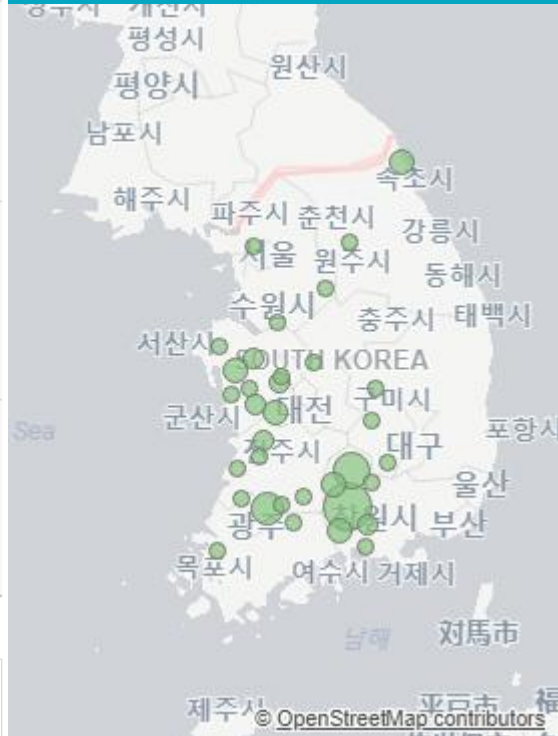 평성시
원산시
평양시
남포시
속초시
해주시
파주시 춘천시
강릉시
서울 원주시
동해시
수원시
충주시 태백시
서산시
SOUTH KOREA
구미시
군산시 대전
Sea
포항시
전주시 대구
울산
창원시 부산
광주
목포시 여수시 거제시
남해
対馬市
제주시
平戸市 福
© OpenStreetMap contributors